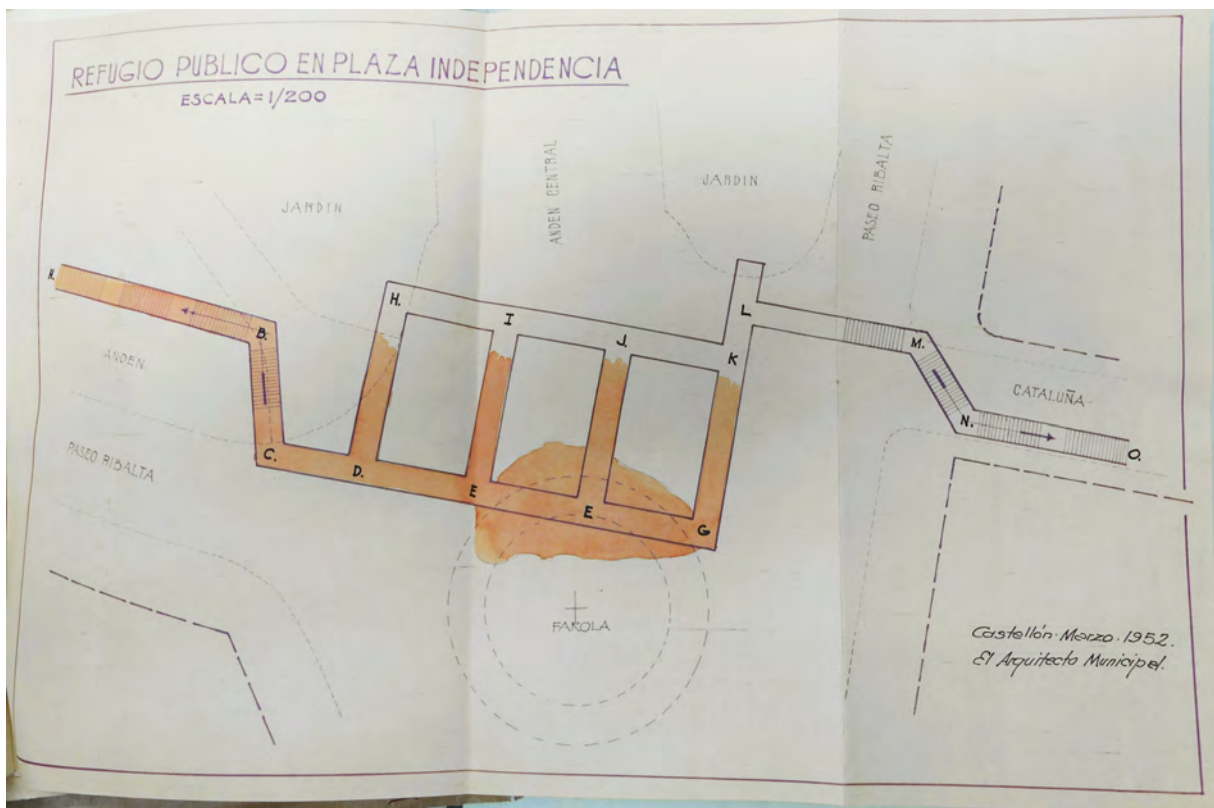 REFUGIO PUBLICO EN PLAZA INDEPENDENCIA
ESCALA=1/200
JARDIN
ANDEN CENTRAL
JARDIN
PASEO RIBALTA
B.
H.
I
J.
K
L
M.
ANDEN
CATALUÑA
PASEO RIBALTA
C.
D.
E
E
G
N.
O.
FAROLA
Castellón·Marzo·1952.
El Arquitecto Municipal.